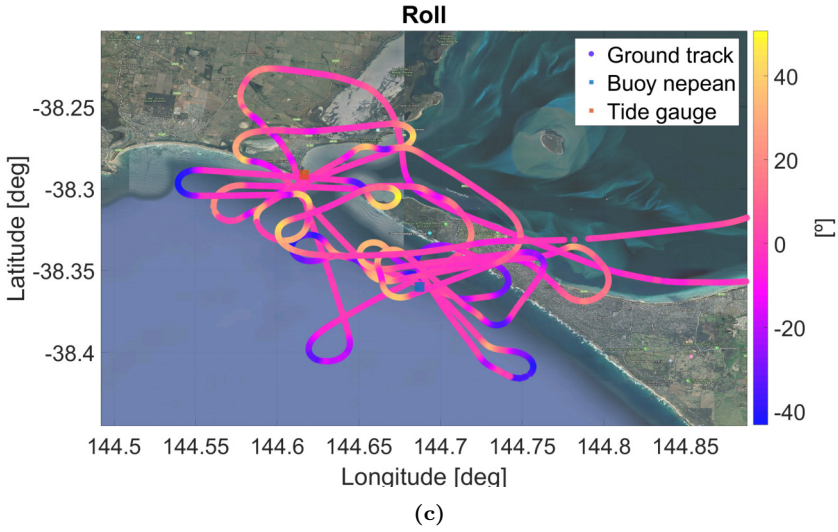 Roll
Ground track
Buoy nepean
Tide gauge
-38.25
-38.3
-38.35
-38.4
Latitude [deg]
144.5 144.55 144.6 144.65 144.7 144.75 144.8 144.85
Longitude [deg]
40
20
0
-20
-40
[º]
(c)